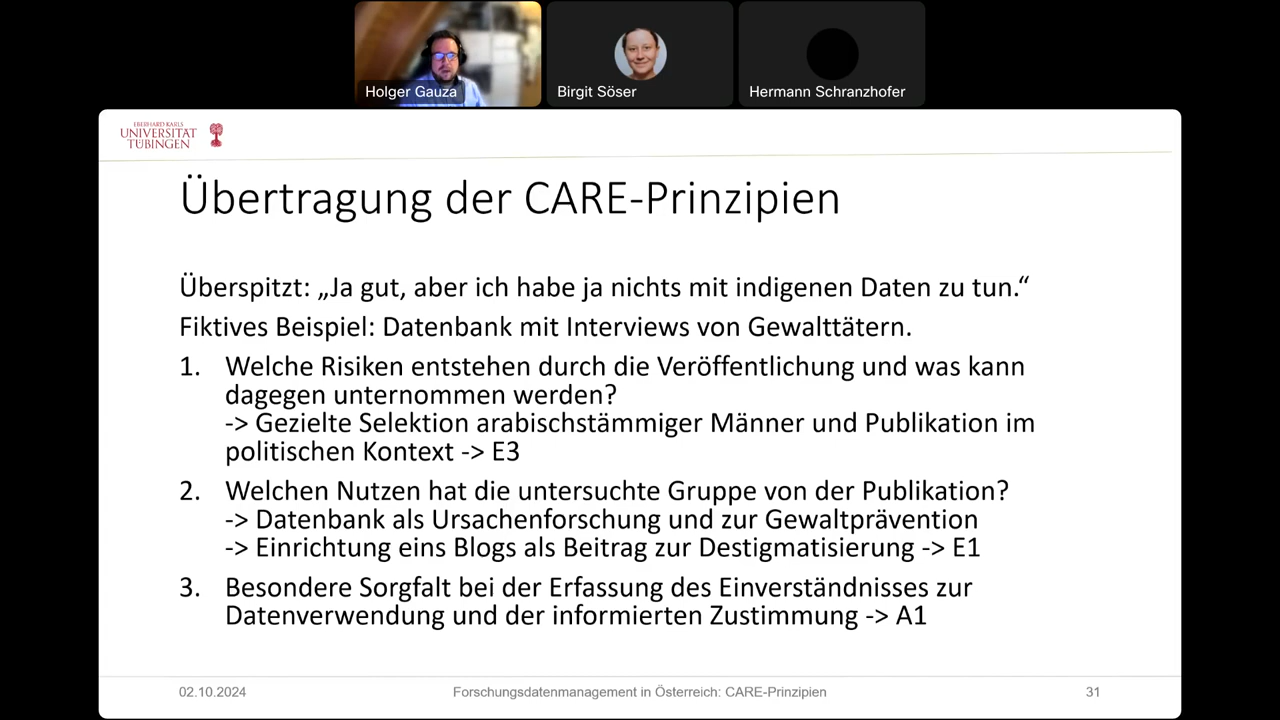 Holger Gauza
Birgit Söser
Hermann Schranzhofer
EBERHARD KARLS
UNIVERSITÄT
TÜBINGEN
Übertragung der CARE-Prinzipien
Überspitzt: „Ja gut, aber ich habe ja nichts mit indigenen Daten zu tun.“
Fiktives Beispiel: Datenbank mit Interviews von Gewalttätern.
1. Welche Risiken entstehen durch die Veröffentlichung und was kann
dagegen unternommen werden?
-> Gezielte Selektion arabischstämmiger Männer und Publikation im
politischen Kontext -> E3
2. Welchen Nutzen hat die untersuchte Gruppe von der Publikation?
-> Datenbank als Ursachenforschung und zur Gewaltprävention
-> Einrichtung eins Blogs als Beitrag zur Destigmatisierung -> E1
3. Besondere Sorgfalt bei der Erfassung des Einverständnisses zur
Datenverwendung und der informierten Zustimmung -> A1
02.10.2024
Forschungsdatenmanagement in Österreich: CARE-Prinzipien
31